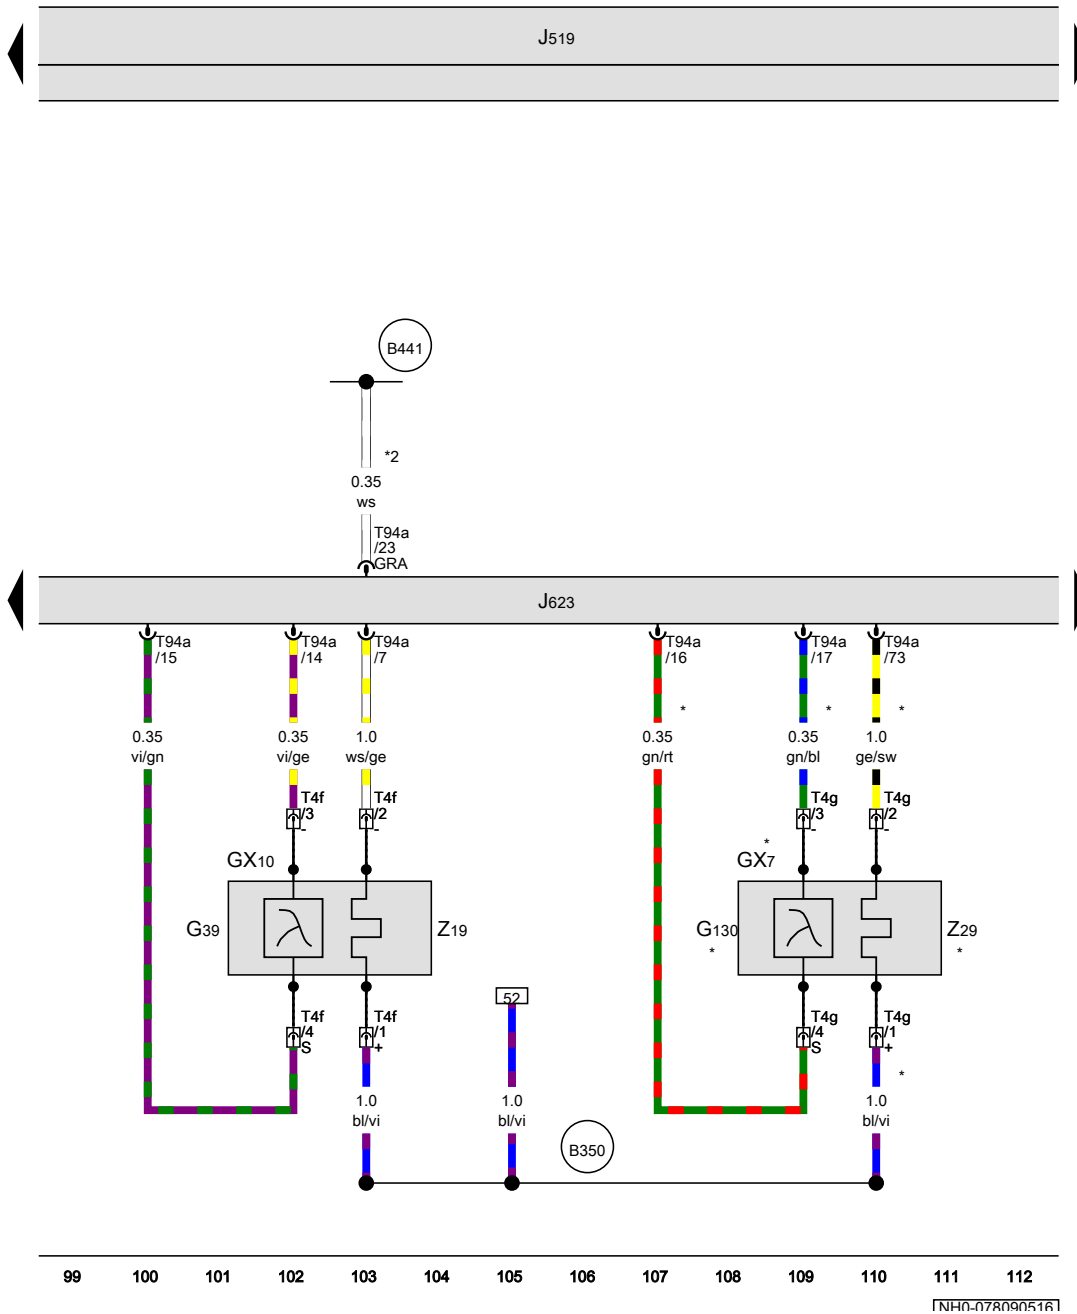 J519
B441
*2
0.35
ws
T94a
/23
GRA
J623
T94a
/15
T94a
/14
T94a
/7
T94a
/16
T94a
/17
T94a
/73
*
*
*
0.35
vi/gn
0.35
vi/ge
1.0
ws/ge
0.35
gn/rt
0.35
gn/bl
1.0
ge/sw
T4f
/3
-
T4f
/2
-
T4g
/3
-
T4g
/2
-
GX10
*
GX7
G39
Z19
G130
*
Z29
*
T4f
/4
S
T4f
/1
+
52
T4g
/4
S
T4g
/1
+
*
1.0
bl/vi
1.0
bl/vi
1.0
bl/vi
B350
99 100 101 102 103 104 105 106 107 108 109 110 111 112
NH0-078090516